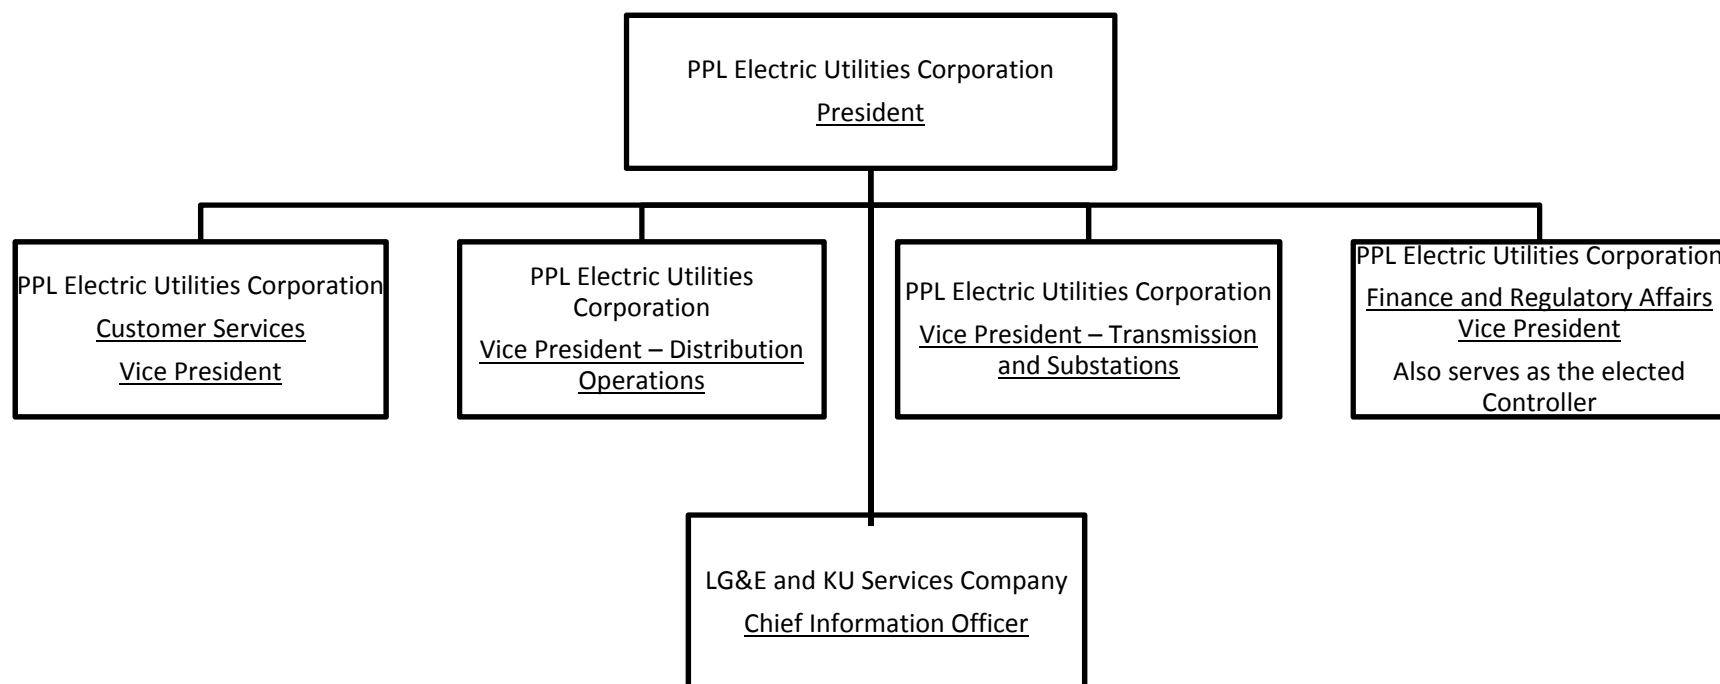 PPL Electric Utilities Corporation
President
PPL Electric Utilities Corporation
Customer Services
Vice President
PPL Electric Utilities
Corporation
Vice President – Distribution
Operations
PPL Electric Utilities Corporation
Vice President – Transmission
and Substations
PPL Electric Utilities Corporation
Finance and Regulatory Affairs
Vice President
Also serves as the elected
Controller
LG&E and KU Services Company
Chief Information Officer